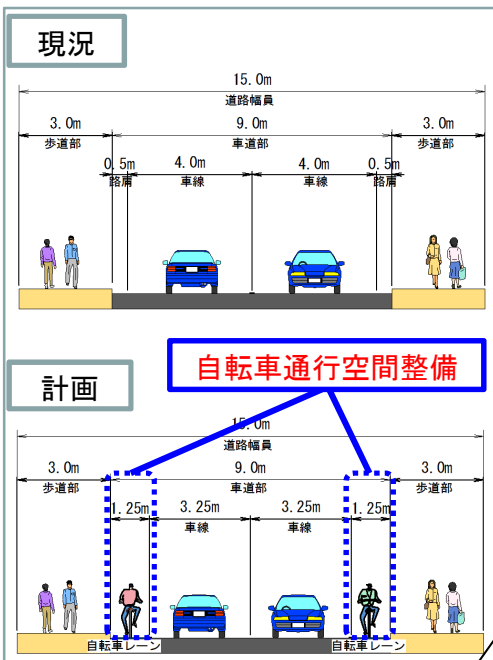 現況
15.0m
道路幅員
3.0m 9.0m 3.0m
歩道部 車道部 歩道部
0.5m 4.0m 4.0m 0.5m
路肩 車線 車線 路肩
自転車通行空間整備
計画
15.0m
道路幅員
3.0m 9.0m 3.0m
歩道部 車道部 歩道部
1.25m 3.25m 3.25m 1.25m
車線 車線
自転車レーン 自転車レーン